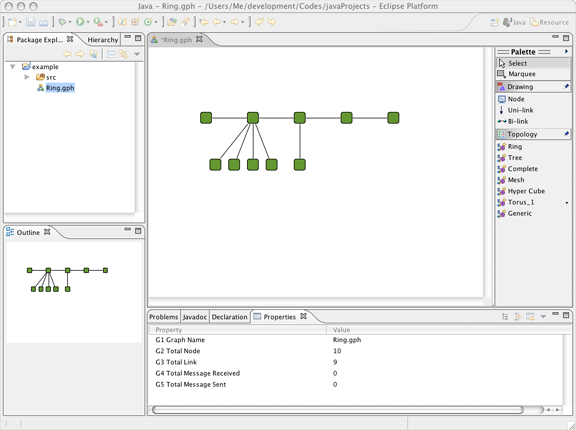 Java – Ring.gph – /Users/Me/development/Codes/javaProjects – Eclipse Platform
Java
Resource
Package Expl...
Hierarchy
example
src
Ring.gph
Outline
*Ring.gph
Palette
Select
Marquee
Drawing
Node
Uni-link
Bi-link
Topology
Ring
Tree
Complete
Mesh
Hyper Cube
Torus_1
Generic
Problems Javadoc Declaration Properties
Property Value
G1 Graph Name Ring.gph
G2 Total Node 10
G3 Total Link 9
G4 Total Message Received 0
G5 Total Message Sent 0